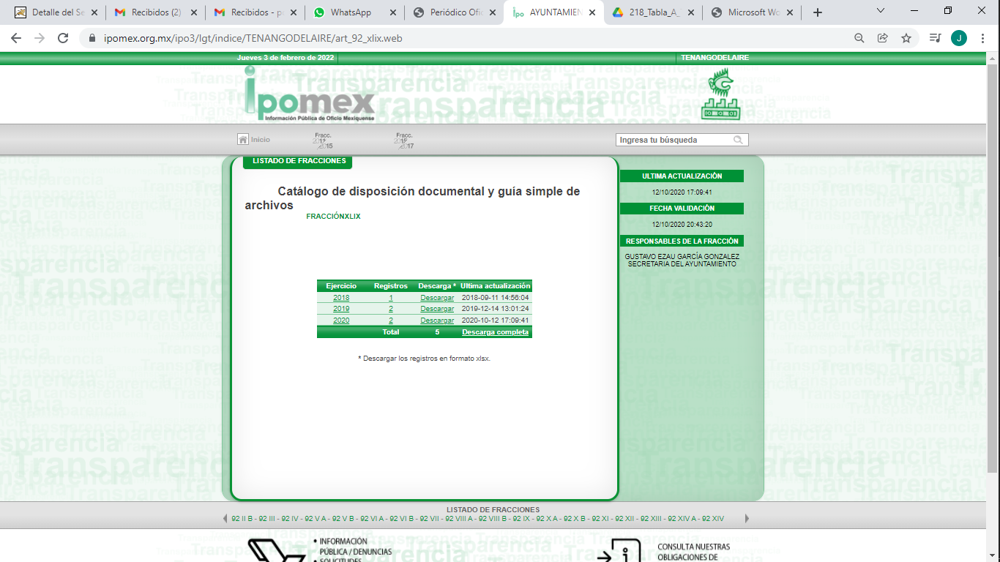 Detalle del Se
Recibidos (2)
Recibidos - p
WhatsApp
Periódico Ofic
AYUNTAMIEN
218_Tabla_A_
Microsoft Wo
ipomex.org.mx/ipo3/lgt/indice/TENANGODELAIRE/art_92_xlix.web
J
Jueves 3 de febrero de 2022
TENANGODELAIRE
ipomex
Información Pública de Oficio Mexiquense
Inicio
Fracc.
2015
Fracc.
2017
Ingresa tu búsqueda
LISTADO DE FRACCIONES
Catálogo de disposición documental y guía simple de
archivos
FRACCIÓNXLIX
Ejercicio Registros Descarga * Ultima actualización
2018 1 Descargar 2018-09-11 14:56:04
2019 2 Descargar 2019-12-14 13:01:24
2020 2 Descargar 2020-10-12 17:09:41
Total 5 Descarga completa
* Descargar los registros en formato xlsx.
ULTIMA ACTUALIZACIÓN
12/10/2020 17:09:41
FECHA VALIDACIÓN
12/10/2020 20:43:20
RESPONSABLES DE LA FRACCIÓN
GUSTAVO EZAU GARCÍA GONZALEZ
SECRETARIA DEL AYUNTAMIENTO
LISTADO DE FRACCIONES
92 II B - 92 III - 92 IV - 92 V A - 92 V B - 92 VI A - 92 VI B - 92 VII - 92 VIII A - 92 VIII B - 92 IX - 92 X A - 92 X B - 92 XI - 92 XII - 92 XIII - 92 XIV A - 92 XIV
• INFORMACIÓN
PÚBLICA / DENUNCIAS
• SOLICITUDES
CONSULTA NUESTRAS
OBLIGACIONES DE